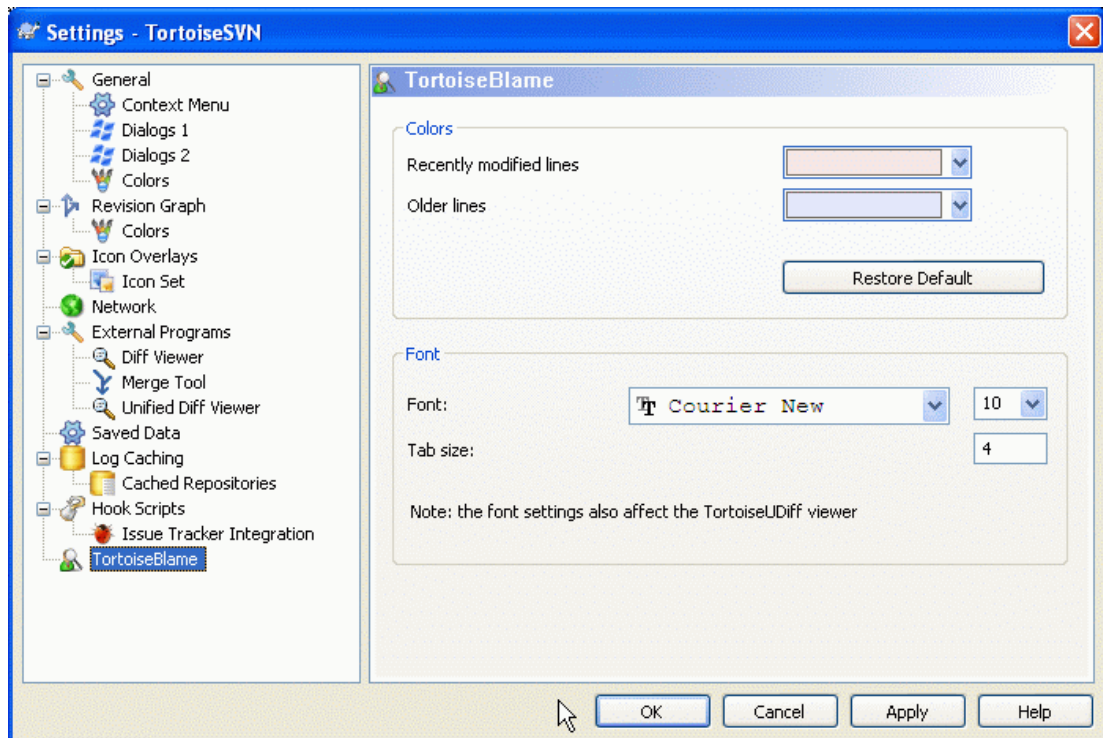 Settings - TortoiseSVN
General
Context Menu
Dialogs 1
Dialogs 2
Colors
Revision Graph
Colors
Icon Overlays
Icon Set
Network
External Programs
Diff Viewer
Merge Tool
Unified Diff Viewer
Saved Data
Log Caching
Cached Repositories
Hook Scripts
Issue Tracker Integration
TortoiseBlame
TortoiseBlame
Colors
Recently modified lines
Older lines
Restore Default
Font
Font: Courier New 10
Tab size: 4
Note: the font settings also affect the TortoiseUDiff viewer
OK Cancel Apply Help